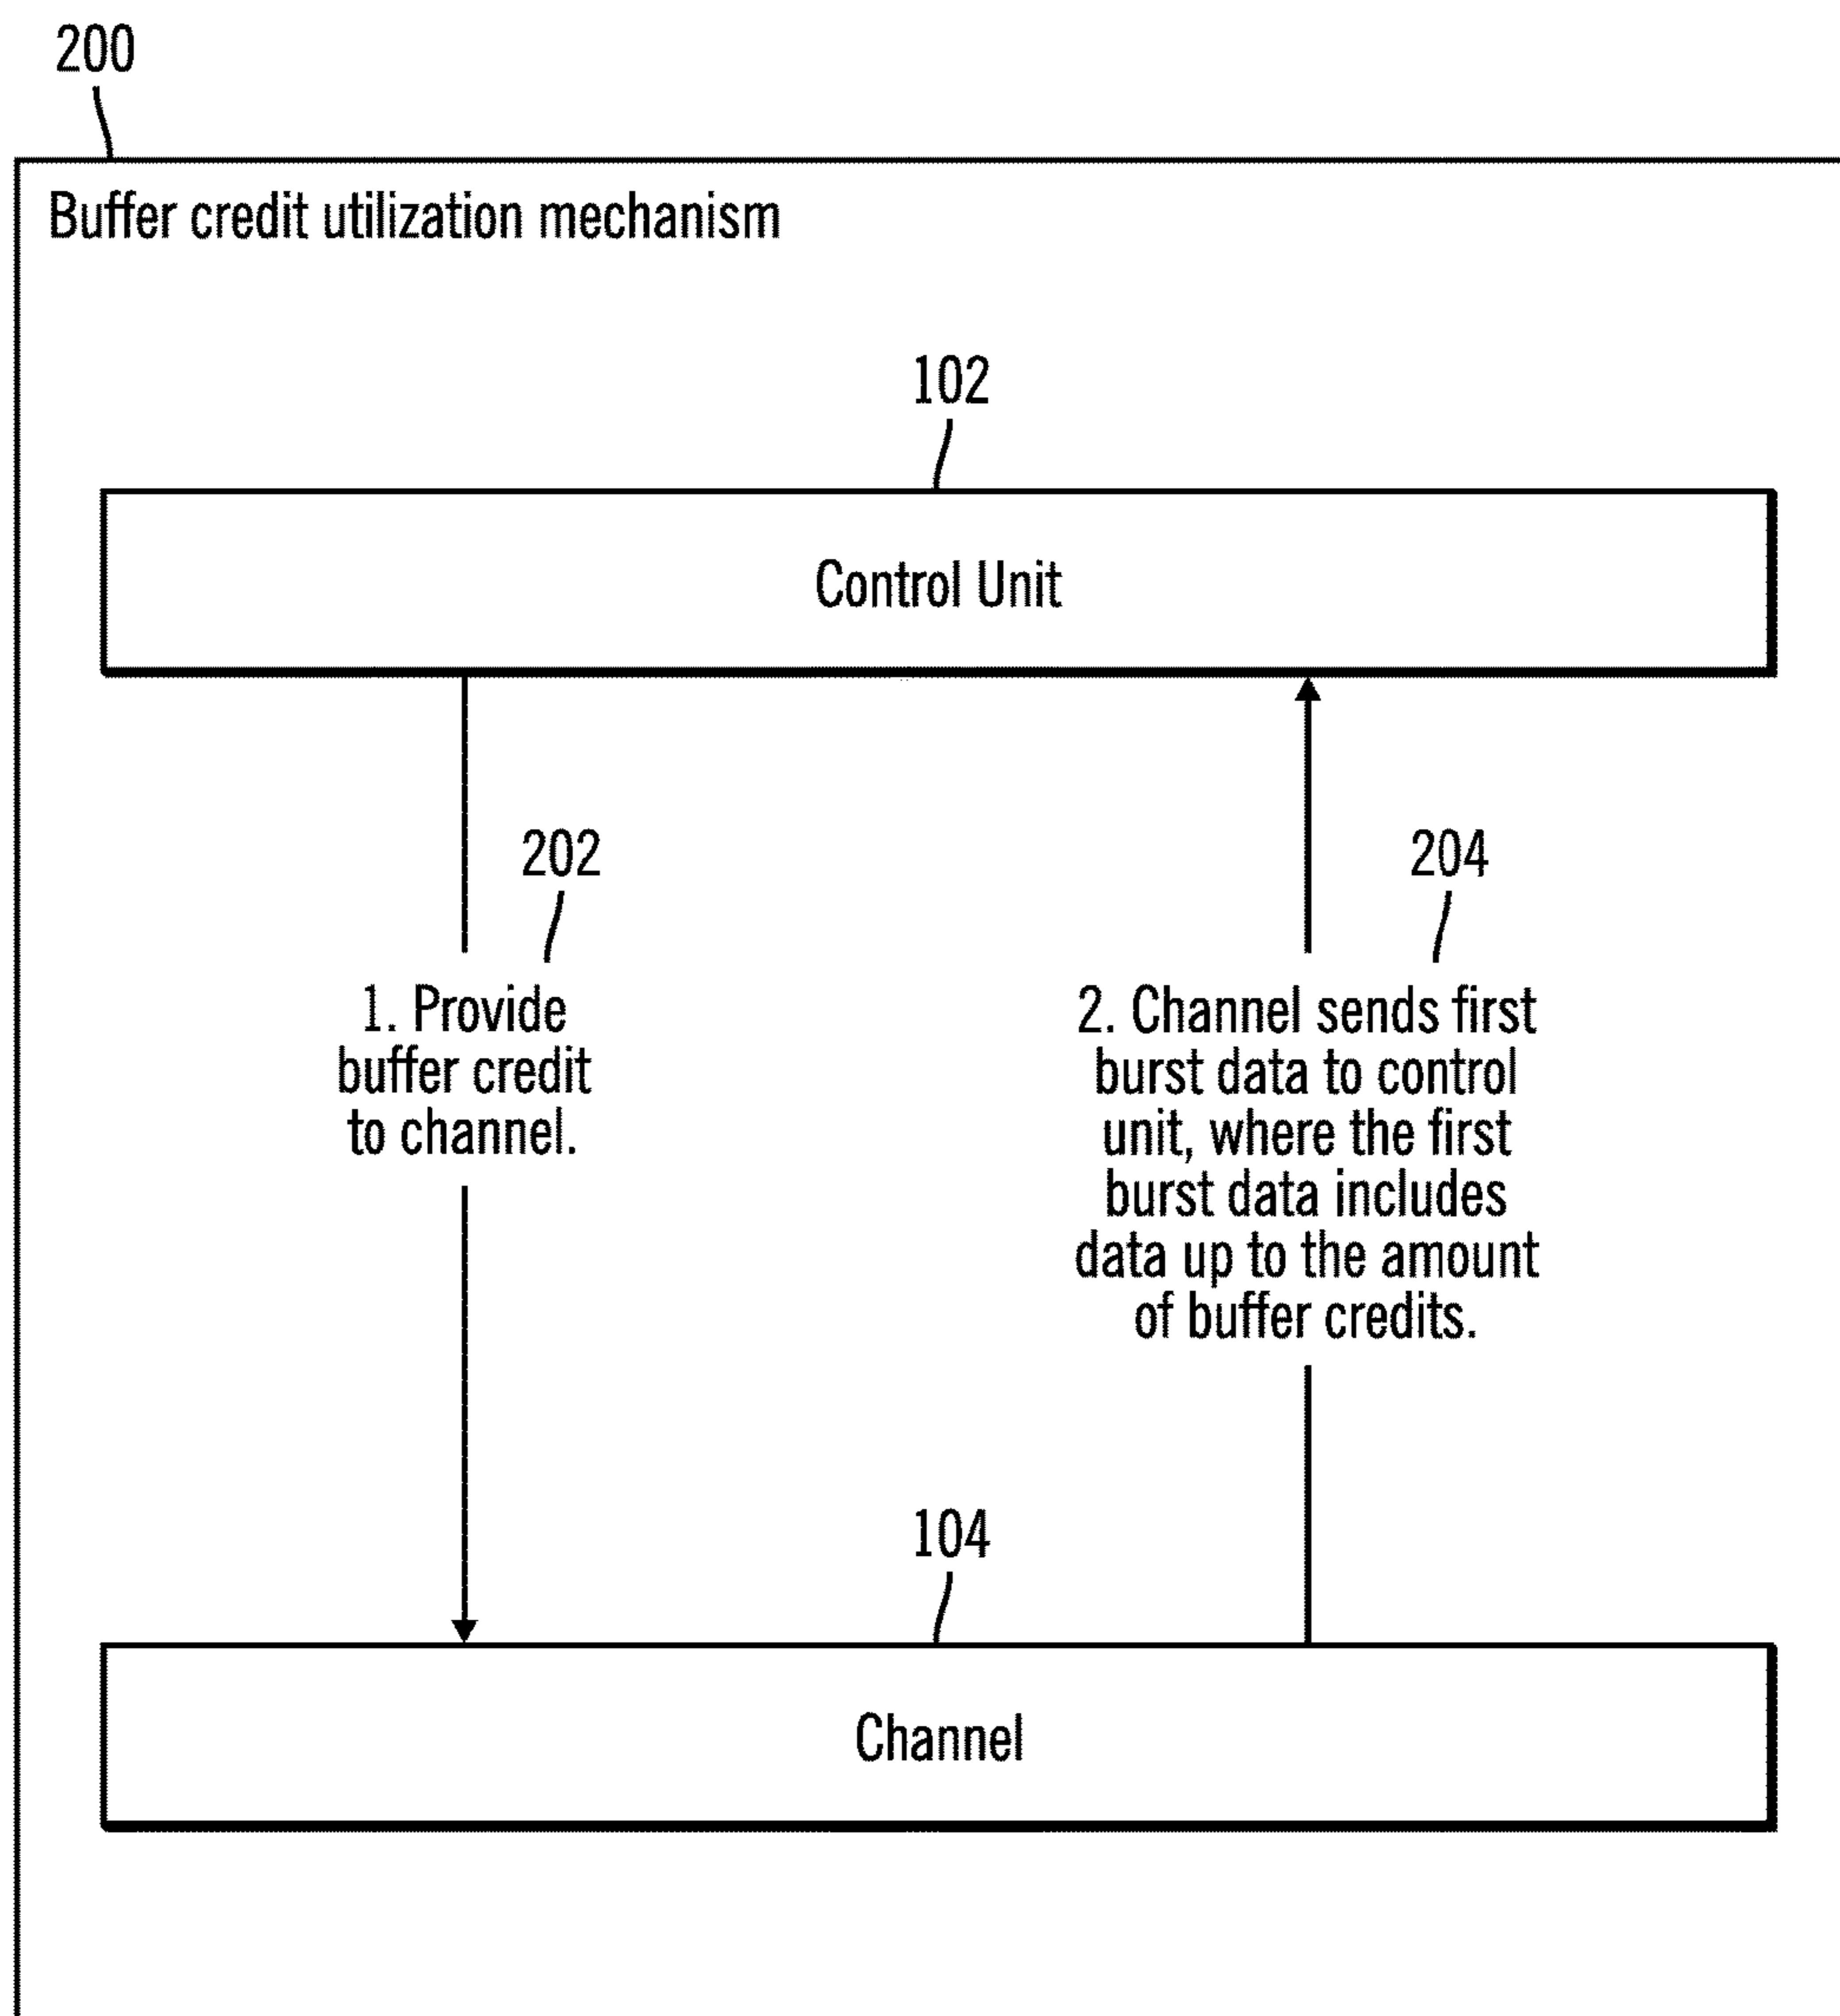 200
Buffer credit utilization mechanism
102
Control Unit
202
1. Provide
buffer credit
to channel.
204
2. Channel sends first
burst data to control
unit, where the first
burst data includes
data up to the amount
of buffer credits.
104
Channel